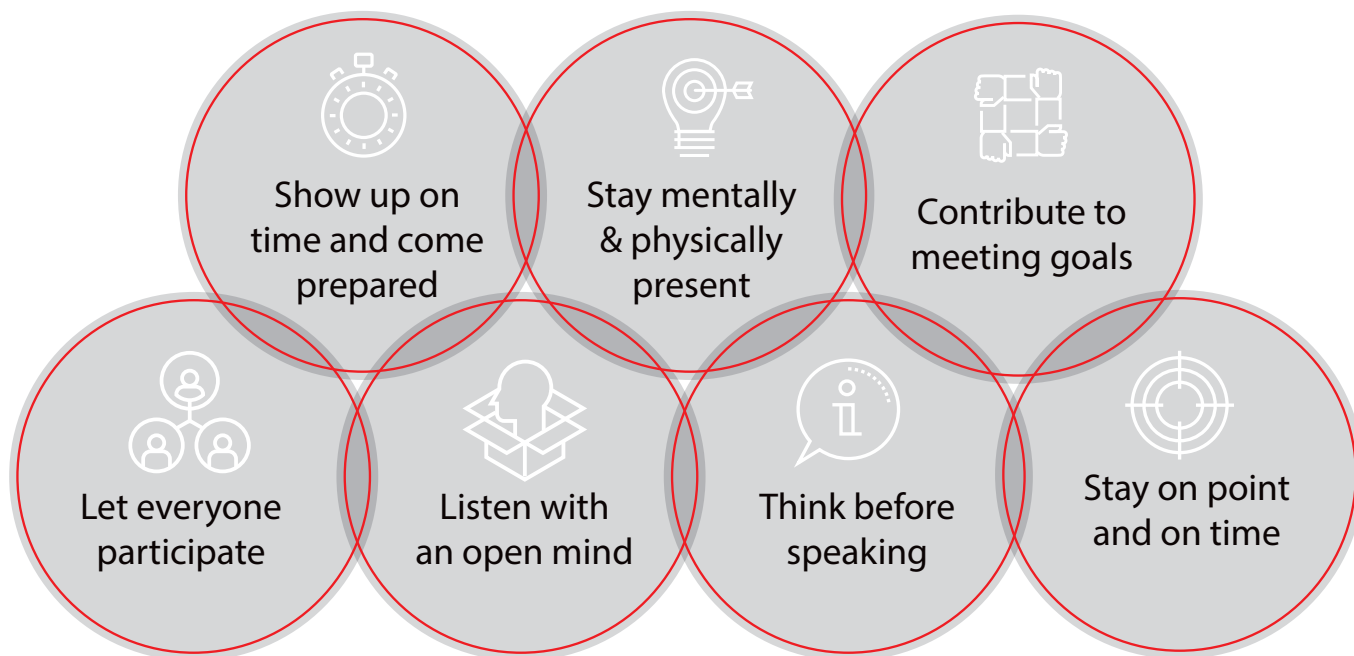 Show up on
time and come
prepared
Stay mentally
& physically
present
Contribute to
meeting goals
Let everyone
participate
Listen with
an open mind
Think before
speaking
Stay on point
and on time